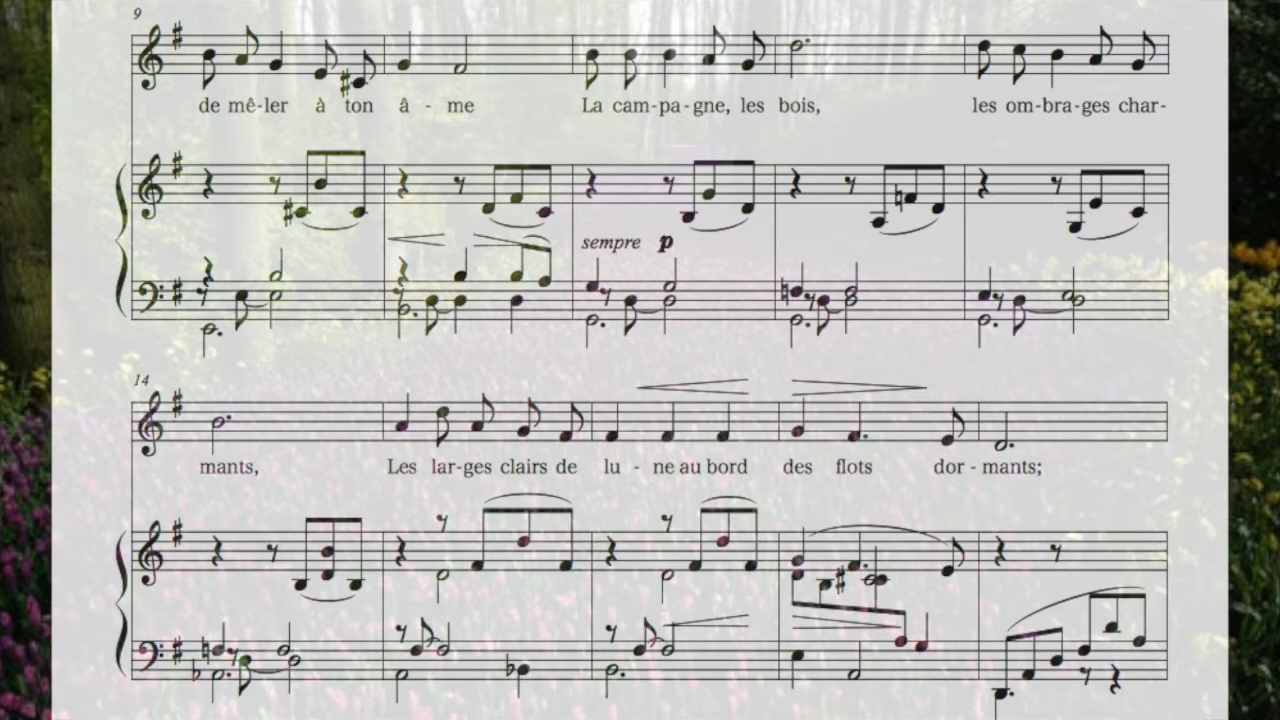 9
de mê-ler à ton â - me La cam-pa-gne, les bois, les om-bra-ges char-
sempre p
14
mants, Les lar-ges clairs de lu - ne au bord des flots dor - mants;